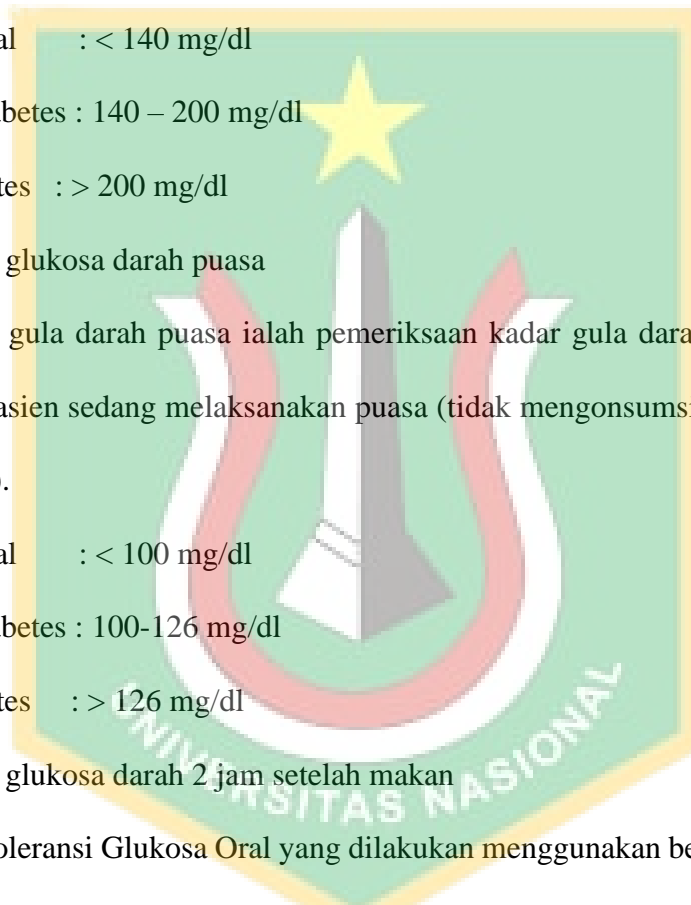 al : < 140 mg/dl
betes : 140 – 200 mg/dl
tes : > 200 mg/dl
glukosa darah puasa
gula darah puasa ialah pemeriksaan kadar gula dara
asien sedang melaksanakan puasa (tidak mengonsumsi
).
al : < 100 mg/dl
betes : 100-126 mg/dl
tes : > 126 mg/dl
glukosa darah 2 jam setelah makan
oleransi Glukosa Oral yang dilakukan menggunakan be
UNIVERSITAS NASIONAL